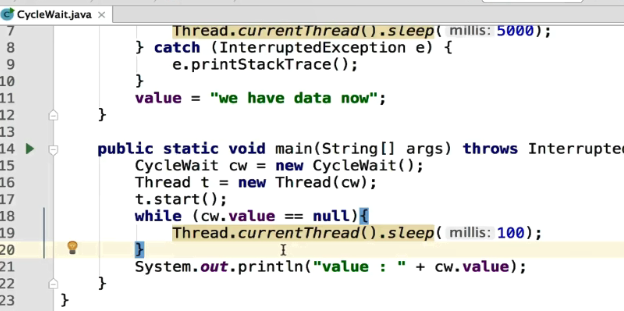 CycleWait.java ×
7 Thread.currentThread().sleep( millis: 5000);
8 } catch (InterruptedException e) {
9 e.printStackTrace();
10 }
11 value = "we have data now";
12 }
13
14 public static void main(String[] args) throws Interrupted
15 CycleWait cw = new CycleWait();
16 Thread t = new Thread(cw);
17 t.start();
18 while (cw.value == null){
19 Thread.currentThread().sleep( millis: 100);
20 }
21 System.out.println("value : " + cw.value);
22 }
23 }